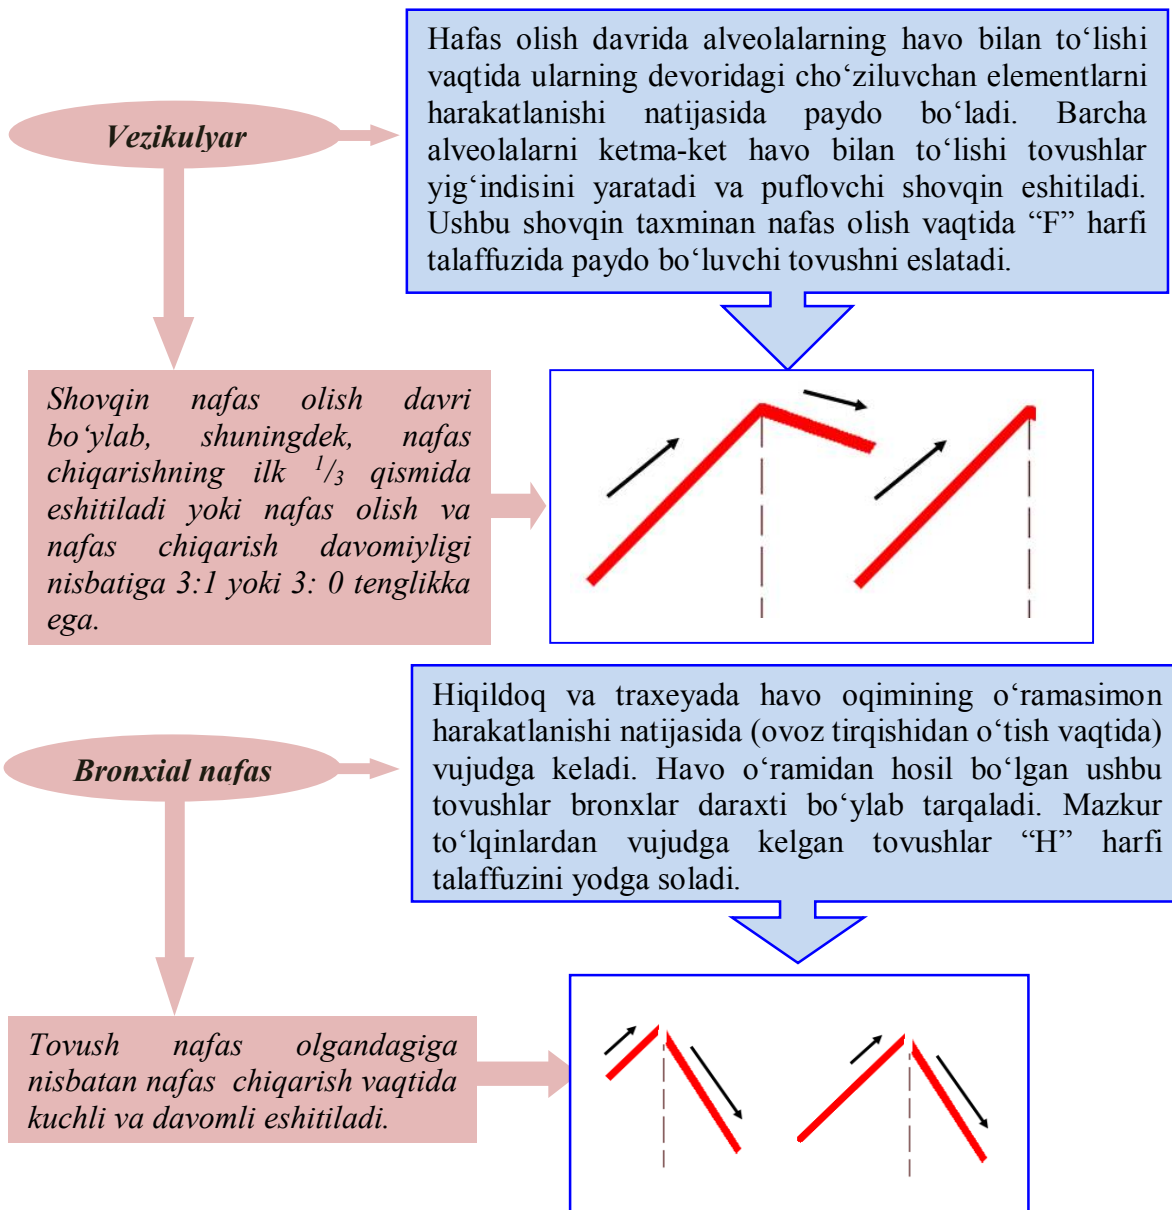 Vezikulyar
Hafas olish davrida alveolalarning havo bilan to‘lishi
vaqtida ularning devoridagi cho‘ziluvchan elementlarni
harakatlanishi natijasida paydo bo‘ladi. Barcha
alveolalarni ketma-ket havo bilan to‘lishi tovushlar
yig‘indisini yaratadi va puflovchi shovqin eshitiladi.
Ushbu shovqin taxminan nafas olish vaqtida “F” harfi
talaffuzida paydo bo‘luvchi tovushni eslatadi.
Shovqin nafas olish davri
bo‘ylab, shuningdek, nafas
chiqarishning ilk 1/3 qismida
eshitiladi yoki nafas olish va
nafas chiqarish davomiyligi
nisbatiga 3:1 yoki 3: 0 tenglikka
ega.
Bronxial nafas
Hiqildoq va traxeyada havo oqimining o‘ramasimon
harakatlanishi natijasida (ovoz tirqishidan o‘tish vaqtida)
vujudga keladi. Havo o‘ramidan hosil bo‘lgan ushbu
tovushlar bronxlar daraxti bo‘ylab tarqaladi. Mazkur
to‘lqinlardan vujudga kelgan tovushlar “H” harfi
talaffuzini yodga soladi.
Tovush nafas olgandagiga
nisbatan nafas chiqarish vaqtida
kuchli va davomli eshitiladi.